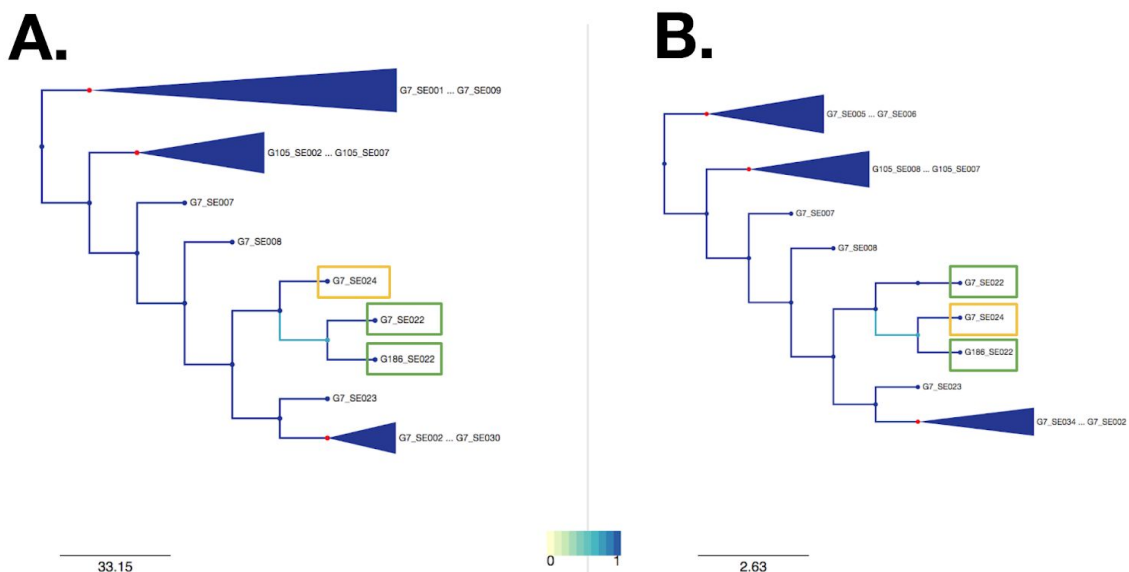 A.
G7_SE001 ... G7_SE009
G105_SE002 ... G105_SE007
G7_SE007
G7_SE008
G7_SE024
G7_SE022
G186_SE022
G7_SE023
G7_SE002 ... G7_SE030
33.15
0 1
B.
G7_SE005 ... G7_SE006
G105_SE008 ... G105_SE007
G7_SE007
G7_SE008
G7_SE022
G7_SE024
G186_SE022
G7_SE023
G7_SE034 ... G7_SE002
2.63